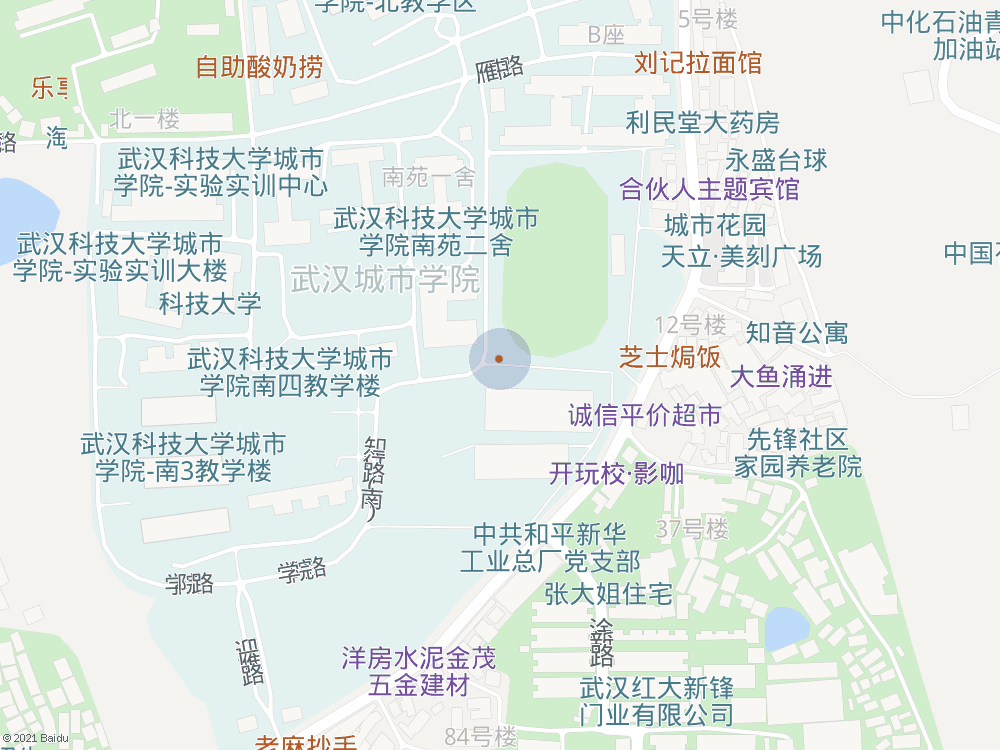 学院-北教学区
5号楼
中化石油青
加油站
B座
自助酸奶捞
雁中路
刘记拉面馆
乐享
北一楼
利民堂大药房
路
海
武汉科技大学城市
学院-实验实训中心
南苑一舍
永盛台球
合伙人主题宾馆
武汉科技大学城市
学院南苑二舍
城市花园
武汉科技大学城市
学院-实验实训大楼
天立·美刻广场
中国石
武汉城市学院
科技大学
12号楼
知音公寓
武汉科技大学城市
学院南四教学楼
芝士焗饭
大鱼涌进
诚信平价超市
武汉科技大学城市
学院-南3教学楼
知行路(南)
先锋社区
家园养老院
开玩校·影咖
中共和平新华
工业总厂党支部
37号楼
学院路
张大姐住宅
迎雁路
涂新路
洋房水泥金茂
五金建材
武汉红大新锋
门业有限公司
84号楼
老麻抄手
© 2021 Baidu